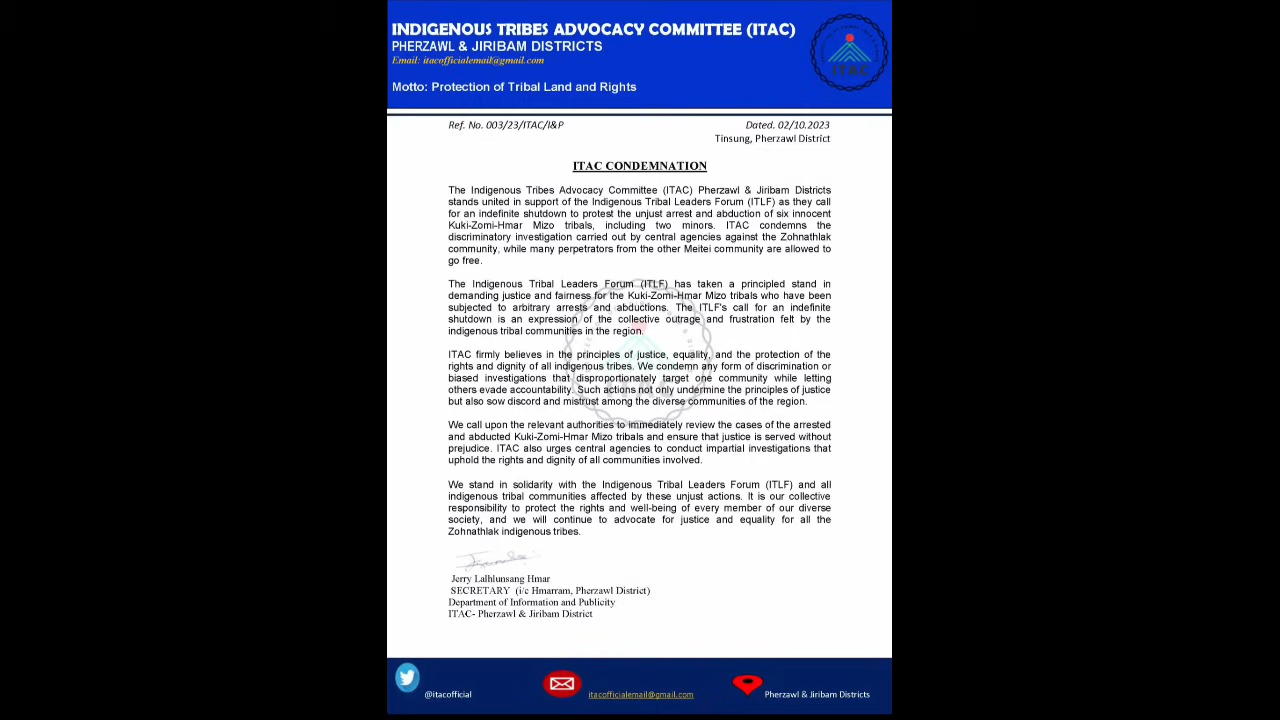 INDIGENOUS TRIBES ADVOCACY COMMITTEE (ITAC)
PHERZAWL & JIRIBAM DISTRICTS
Email: itacofficialemail@gmail.com
Motto: Protection of Tribal Land and Rights
ITAC
Ref. No. 003/23/ITAC/I&P
Dated. 02/10.2023
Tinsung, Pherzawl District
ITAC CONDEMNATION
The Indigenous Tribes Advocacy Committee (ITAC) Pherzawl & Jiribam Districts
stands united in support of the Indigenous Tribal Leaders Forum (ITLF) as they call
for an indefinite shutdown to protest the unjust arrest and abduction of six innocent
Kuki-Zomi-Hmar Mizo tribals, including two minors. ITAC condemns the
discriminatory investigation carried out by central agencies against the Zohnathlak
community, while many perpetrators from the other Meitei community are allowed to
go free.
The Indigenous Tribal Leaders Forum (ITLF) has taken a principled stand in
demanding justice and fairness for the Kuki-Zomi-Hmar Mizo tribals who have been
subjected to arbitrary arrests and abductions. The ITLF's call for an indefinite
shutdown is an expression of the collective outrage and frustration felt by the
indigenous tribal communities in the region.
ITAC firmly believes in the principles of justice, equality, and the protection of the
rights and dignity of all indigenous tribes. We condemn any form of discrimination or
biased investigations that disproportionately target one community while letting
others evade accountability. Such actions not only undermine the principles of justice
but also sow discord and mistrust among the diverse communities of the region.
We call upon the relevant authorities to immediately review the cases of the arrested
and abducted Kuki-Zomi-Hmar Mizo tribals and ensure that justice is served without
prejudice. ITAC also urges central agencies to conduct impartial investigations that
uphold the rights and dignity of all communities involved.
We stand in solidarity with the Indigenous Tribal Leaders Forum (ITLF) and all
indigenous tribal communities affected by these unjust actions. It is our collective
responsibility to protect the rights and well-being of every member of our diverse
society, and we will continue to advocate for justice and equality for all the
Zohnathlak indigenous tribes.
Jerry Lalhlunsang Hmar
SECRETARY (i/c Hmarram, Pherzawl District)
Department of Information and Publicity
ITAC- Pherzawl & Jiribam District
@itacofficial
itacofficialemail@gmail.com
Pherzawl & Jiribam Districts